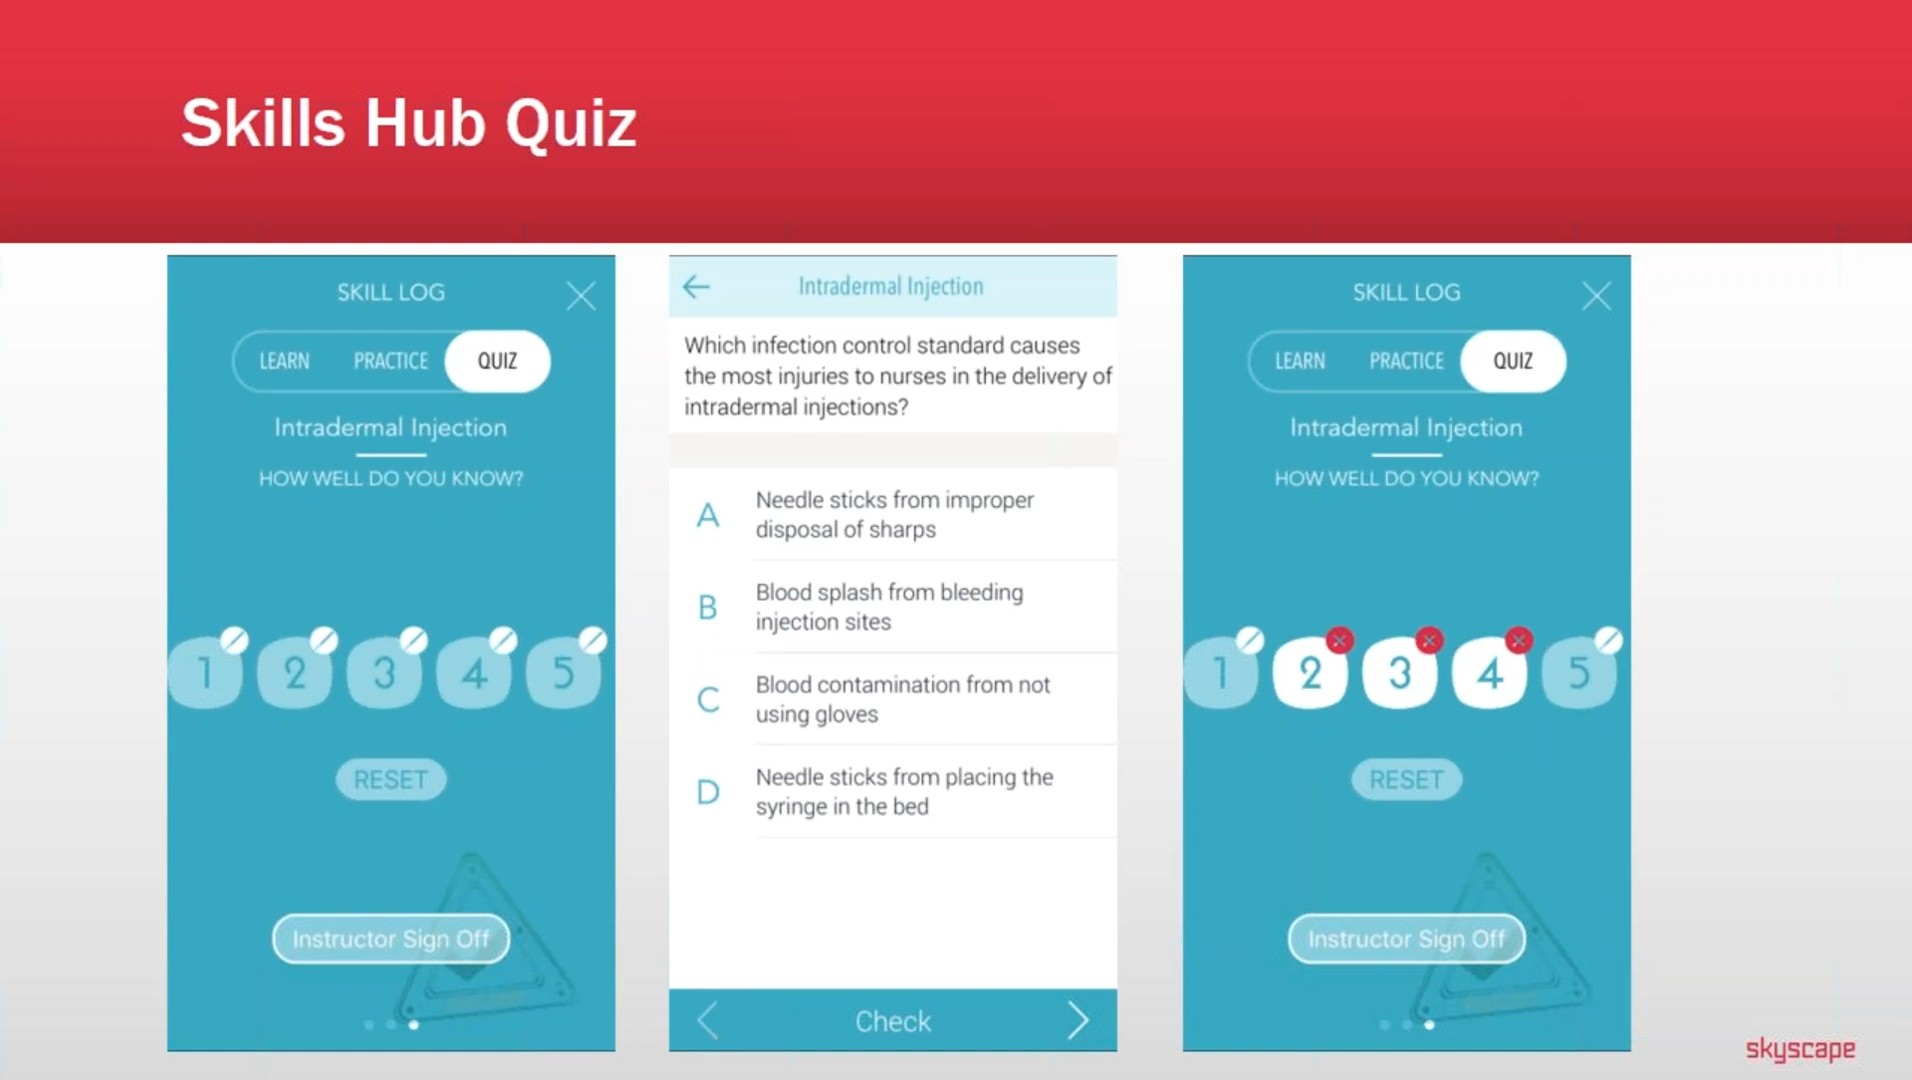 Skills Hub Quiz
SKILL LOG
LEARN PRACTICE QUIZ
Intradermal Injection
HOW WELL DO YOU KNOW?
1 2 3 4 5
RESET
Instructor Sign Off
Intradermal Injection
Which infection control standard causes
the most injuries to nurses in the delivery of
intradermal injections?
A Needle sticks from improper
disposal of sharps
B Blood splash from bleeding
injection sites
C Blood contamination from not
using gloves
D Needle sticks from placing the
syringe in the bed
Check
SKILL LOG
LEARN PRACTICE QUIZ
Intradermal Injection
HOW WELL DO YOU KNOW?
1 2 3 4 5
RESET
Instructor Sign Off
skyscape